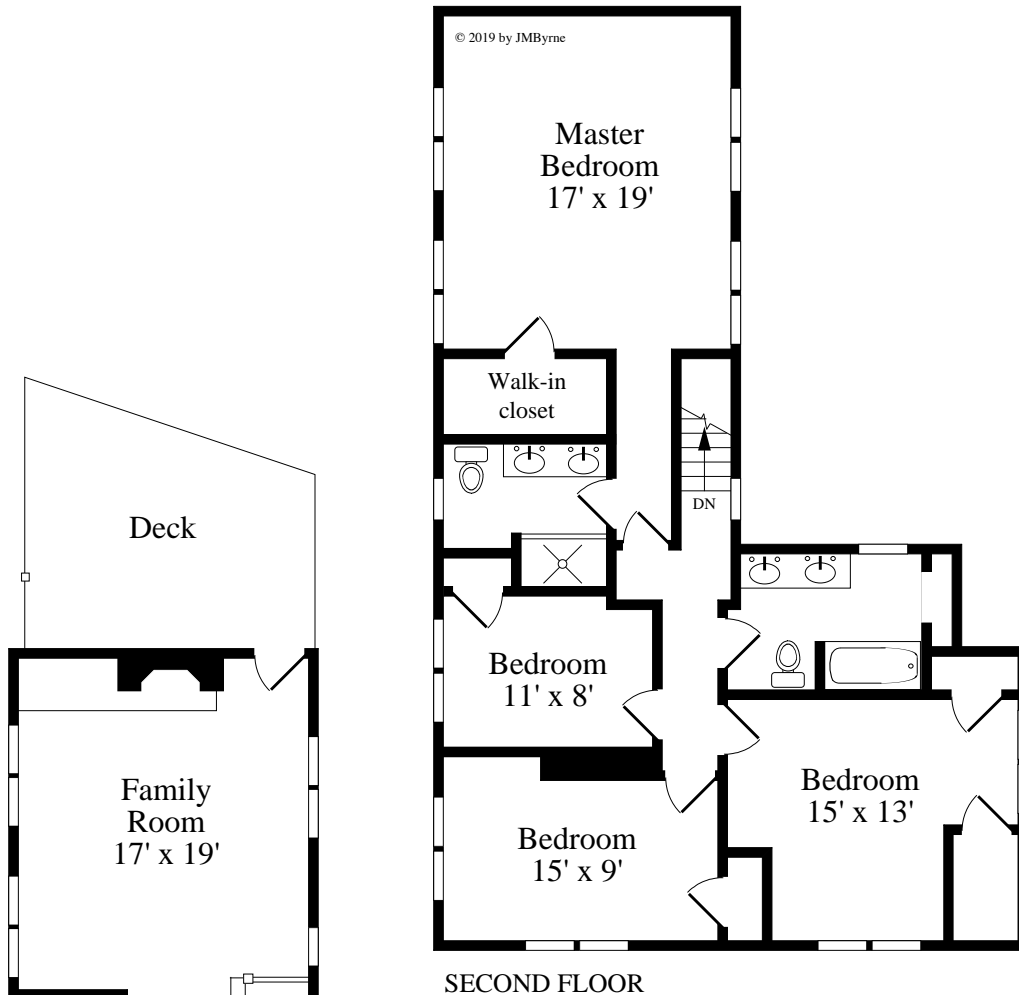 © 2019 by JMByrne
Master
Bedroom
17' x 19'
Walk-in
closet
DN
Deck
Bedroom
11' x 8'
Family
Room
17' x 19'
Bedroom
15' x 13'
Bedroom
15' x 9'
SECOND FLOOR